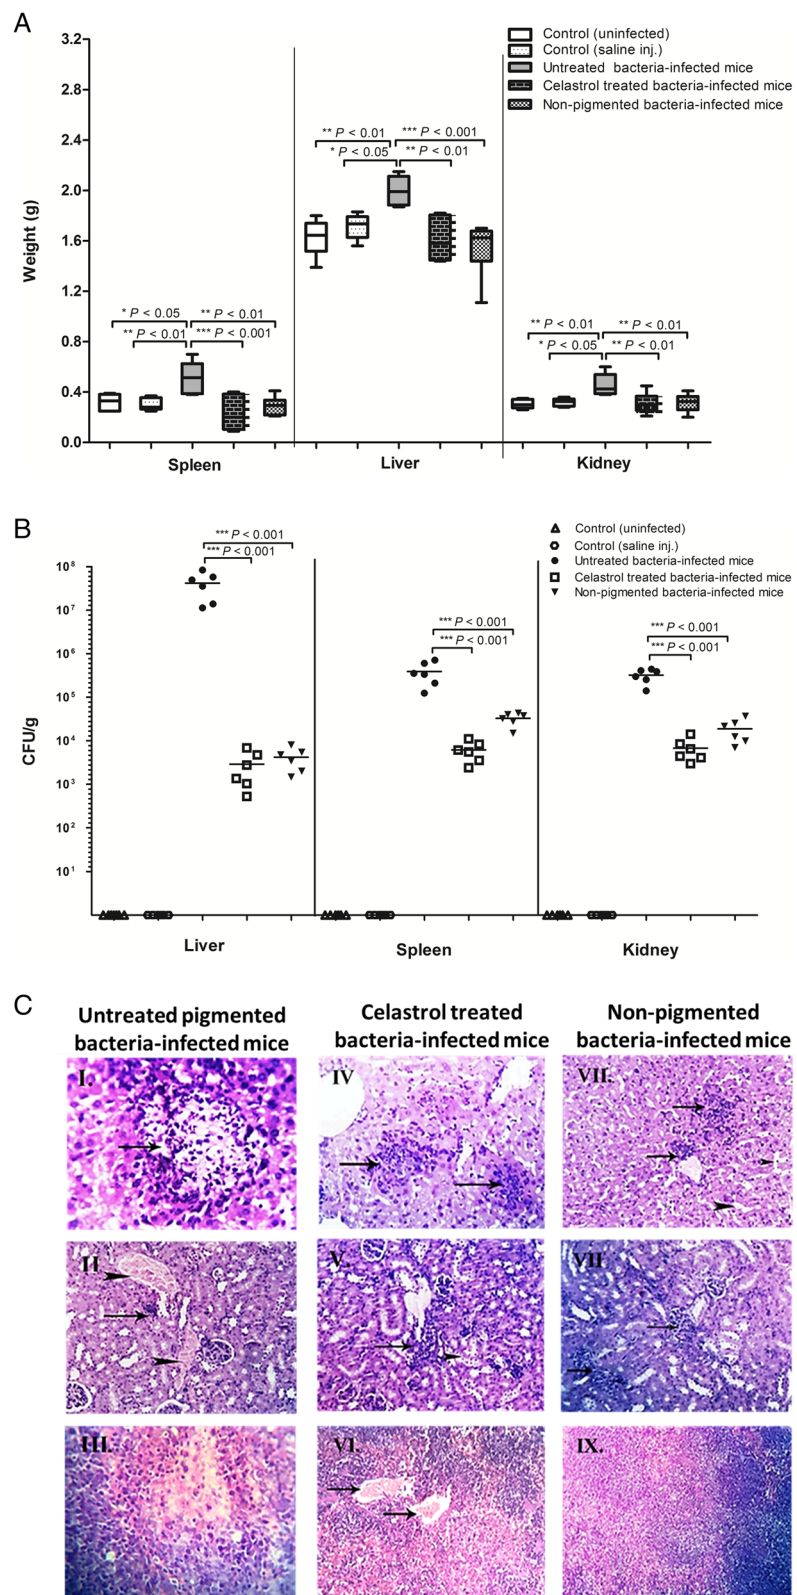 A
3.2
2.8
2.4
2.0
1.6
1.2
0.8
0.4
0.0
Weight (g)
Control (uninfected)
Control (saline inj.)
Untreated bacteria-infected mice
Celastrol treated bacteria-infected mice
Non-pigmented bacteria-infected mice
* P < 0.05
** P < 0.01
** P < 0.01
*** P < 0.001
** P < 0.01
*** P < 0.001
* P < 0.05
** P < 0.01
** P < 0.01
** P < 0.01
* P < 0.05
** P < 0.01
Spleen
Liver
Kidney
B
10⁸
10⁷
10⁶
10⁵
10⁴
10³
10²
10¹
CFU/g
Control (uninfected)
Control (saline inj.)
Untreated bacteria-infected mice
Celastrol treated bacteria-infected mice
Non-pigmented bacteria-infected mice
*** P < 0.001
*** P < 0.001
*** P < 0.001
*** P < 0.001
*** P < 0.001
*** P < 0.001
Liver
Spleen
Kidney
C
Untreated pigmented
bacteria-infected mice
Celastrol treated
bacteria-infected mice
Non-pigmented
bacteria-infected mice
I.
IV
VII.
II
V
VII
III.
VI.
IX.